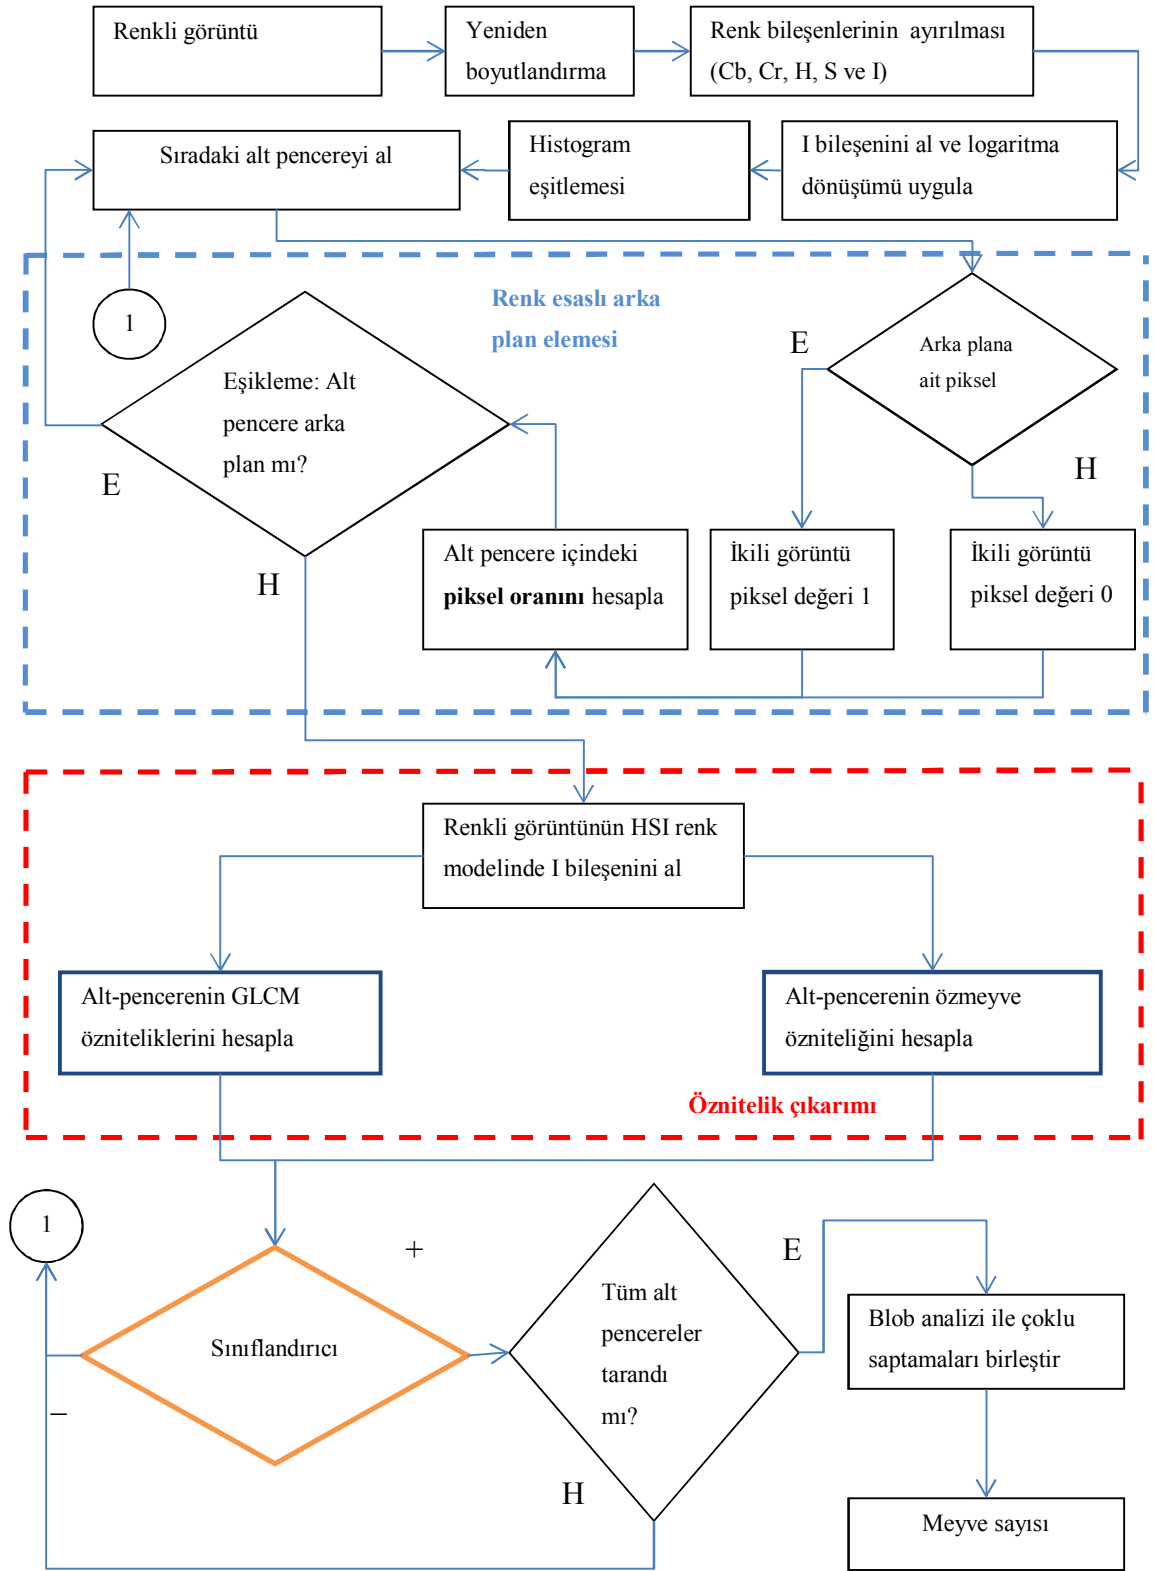 Renkli görüntü
Yeniden
boyutlandırma
Renk bileşenlerinin ayırılması
(Cb, Cr, H, S ve I)
Sıradaki alt pencereyi al
Histogram
eşitlemesi
I bileşenini al ve logaritma
dönüşümü uygula
1
Renk esaslı arka
plan elemesi
E
Arka plana
ait piksel
H
Eşikleme: Alt
pencere arka
plan mı?
E
H
Alt pencere içindeki
piksel oranını hesapla
İkili görüntü
piksel değeri 1
İkili görüntü
piksel değeri 0
Renkli görüntünün HSI renk
modelinde I bileşenini al
Alt-pencerenin GLCM
özniteliklerini hesapla
Alt-pencerenin özmeyve
özniteliğini hesapla
Öznitelik çıkarımı
1
+
E
Sınıflandırıcı
Tüm alt
pencereler
tarandı
mı?
Blob analizi ile çoklu
saptamaları birleştir
–
H
Meyve sayısı